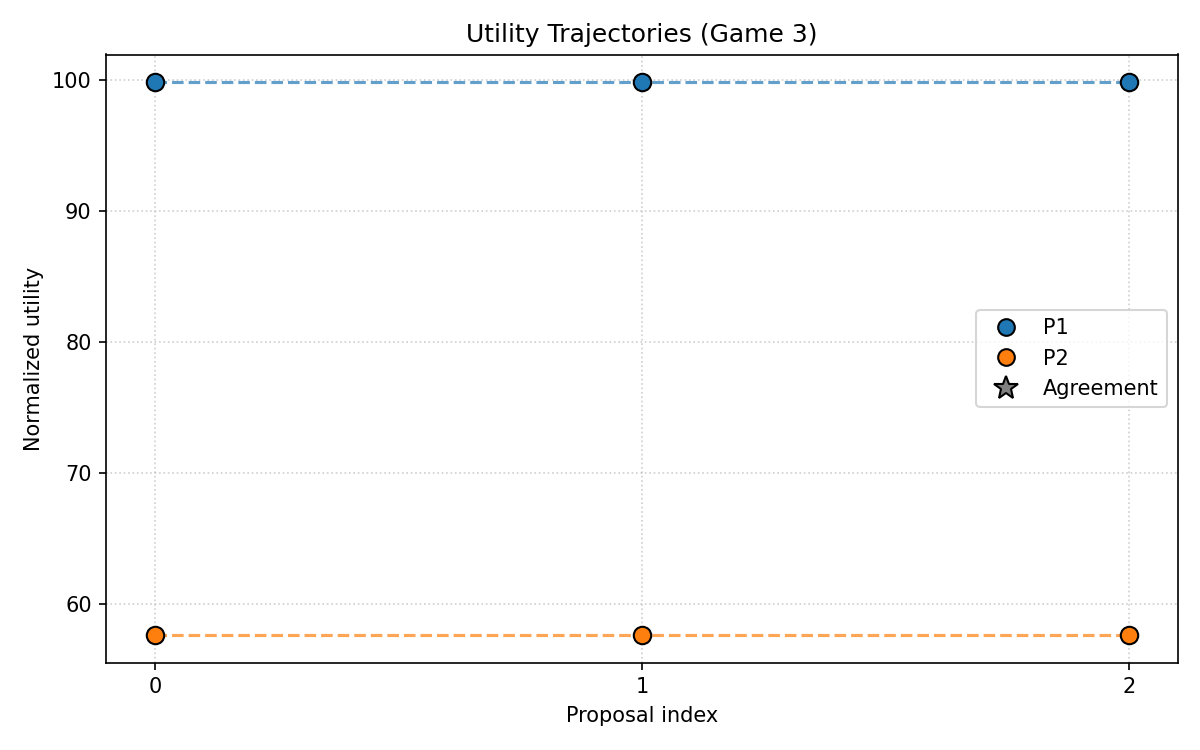 Utility Trajectories (Game 3)
Normalized utility
100
90
80
70
60
P1
P2
Agreement
0 1 2
Proposal index